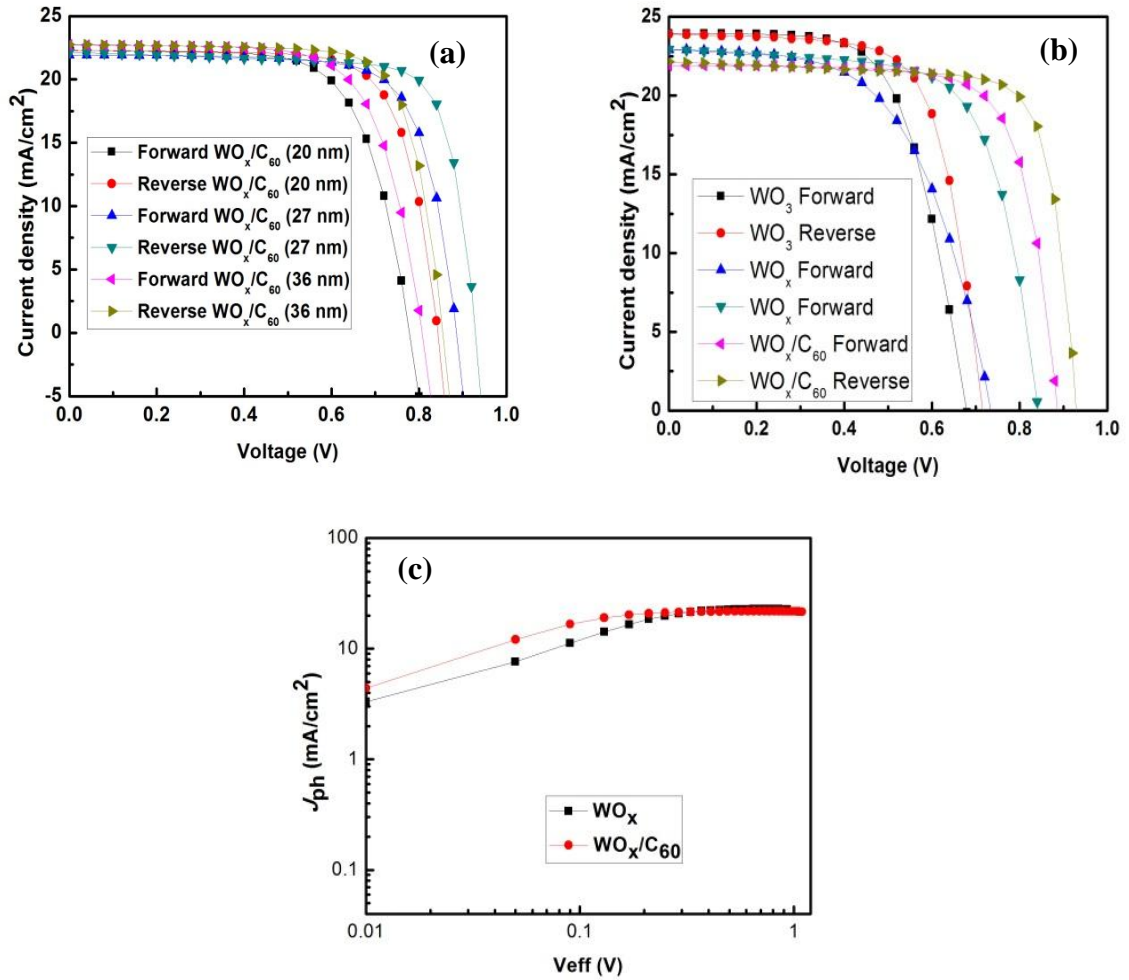 (a)
Current density (mA/cm²)
25
20
15
10
5
0
-5
Forward WOₓ/C₆₀ (20 nm)
Reverse WOₓ/C₆₀ (20 nm)
Forward WOₓ/C₆₀ (27 nm)
Reverse WOₓ/C₆₀ (27 nm)
Forward WOₓ/C₆₀ (36 nm)
Reverse WOₓ/C₆₀ (36 nm)
0.0 0.2 0.4 0.6 0.8 1.0
Voltage (V)
(b)
Current density (mA/cm²)
25
20
15
10
5
0
WO₃ Forward
WO₃ Reverse
WOₓ Forward
WOₓ Forward
WOₓ/C₆₀ Forward
WOₓ/C₆₀ Reverse
0.0 0.2 0.4 0.6 0.8 1.0
Voltage (V)
(c)
Jph (mA/cm²)
100
10
1
0.1
WOₓ
WOₓ/C₆₀
0.01 0.1 1
Veff (V)